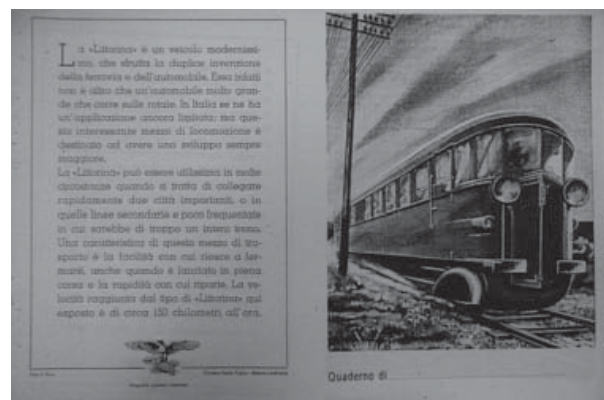 La «Littorina» è un veicolo modernissi-
mo, che sfrutta la duplice invenzione
della ferrovia e dell'automobile. Essa infatti
non è altro che un'automobile molto gran-
de che corre sulle rotaie. In Italia se ne ha
un'applicazione ancora limitata; ma que-
sto interessante mezzo di locomozione è
destinato ad avere uno sviluppo sempre
maggiore.
La «Littorina» può essere utilissima in molte
circostanze quando si tratta di collegare
rapidamente due città importanti, o in
quelle linee secondarie e poco frequentate
in cui sarebbe di troppo un intero treno.
Una caratteristica di questo mezzo di tra-
sporto è la facilità con cui riesce a fer-
marsi, anche quando è lanciato in piena
corsa e la rapidità con cui riparte. La ve-
locità raggiunta dal tipo di «Littorina» qui
esposto è di circa 150 chilometri all'ora.
Quaderno di